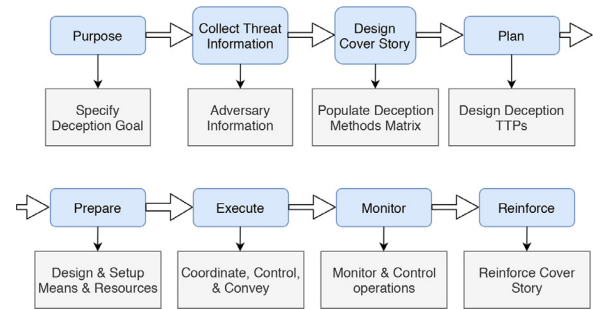 Purpose
Collect Threat
Information
Design
Cover Story
Plan
Specify
Deception Goal
Adversary
Information
Populate Deception
Methods Matrix
Design Deception
TTPs
Prepare
Execute
Monitor
Reinforce
Design & Setup
Means & Resources
Coordinate, Control,
& Convey
Monitor & Control
operations
Reinforce Cover
Story